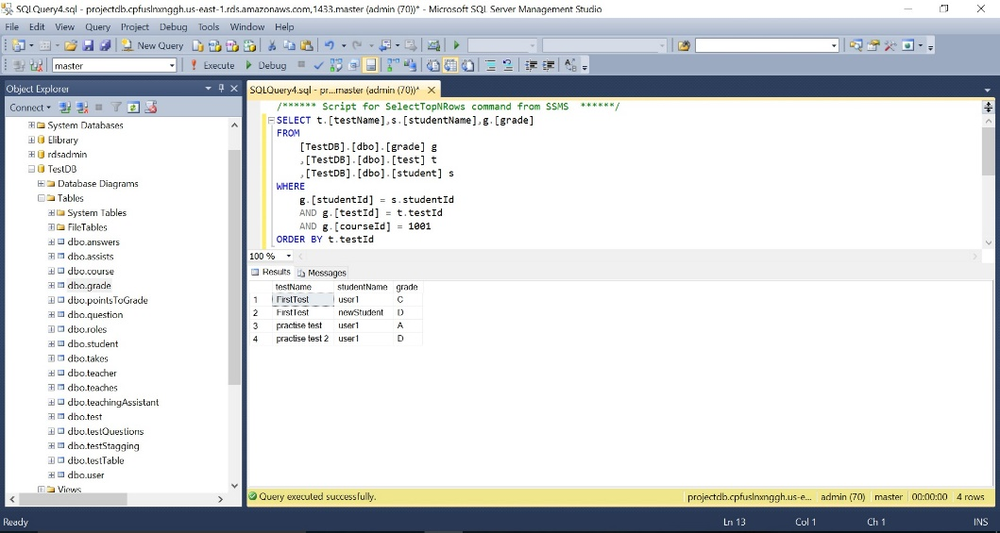 SQLQuery4.sql - projectdb.cpfuslnxnggh.us-east-1.rds.amazonaws.com,1433.master (admin (70))* - Microsoft SQL Server Management Studio
File Edit View Query Project Debug Tools Window Help
New Query
master Execute Debug
Object Explorer
Connect
System Databases
Elibrary
rdsadmin
TestDB
Database Diagrams
Tables
System Tables
FileTables
dbo.answers
dbo.assists
dbo.course
dbo.grade
dbo.pointsToGrade
dbo.question
dbo.roles
dbo.student
dbo.takes
dbo.teacher
dbo.teaches
dbo.teachingAssistant
dbo.test
dbo.testQuestions
dbo.testStagging
dbo.testTable
dbo.user
Views
SQLQuery4.sql - pr...master (admin (70))*
/****** Script for SelectTopNRows command from SSMS ******/
SELECT t.[testName],s.[studentName],g.[grade]
FROM
[TestDB].[dbo].[grade] g
,[TestDB].[dbo].[test] t
,[TestDB].[dbo].[student] s
WHERE
g.[studentId] = s.studentId
AND g.[testId] = t.testId
AND g.[courseId] = 1001
ORDER BY t.testId
100 %
Results Messages
testName studentName grade
1 FirstTest user1 C
2 FirstTest newStudent D
3 practise test user1 A
4 practise test 2 user1 D
Query executed successfully. projectdb.cpfuslnxnggh.us-e... admin (70) master 00:00:00 4 rows
Ready Ln 13 Col 1 Ch 1 INS